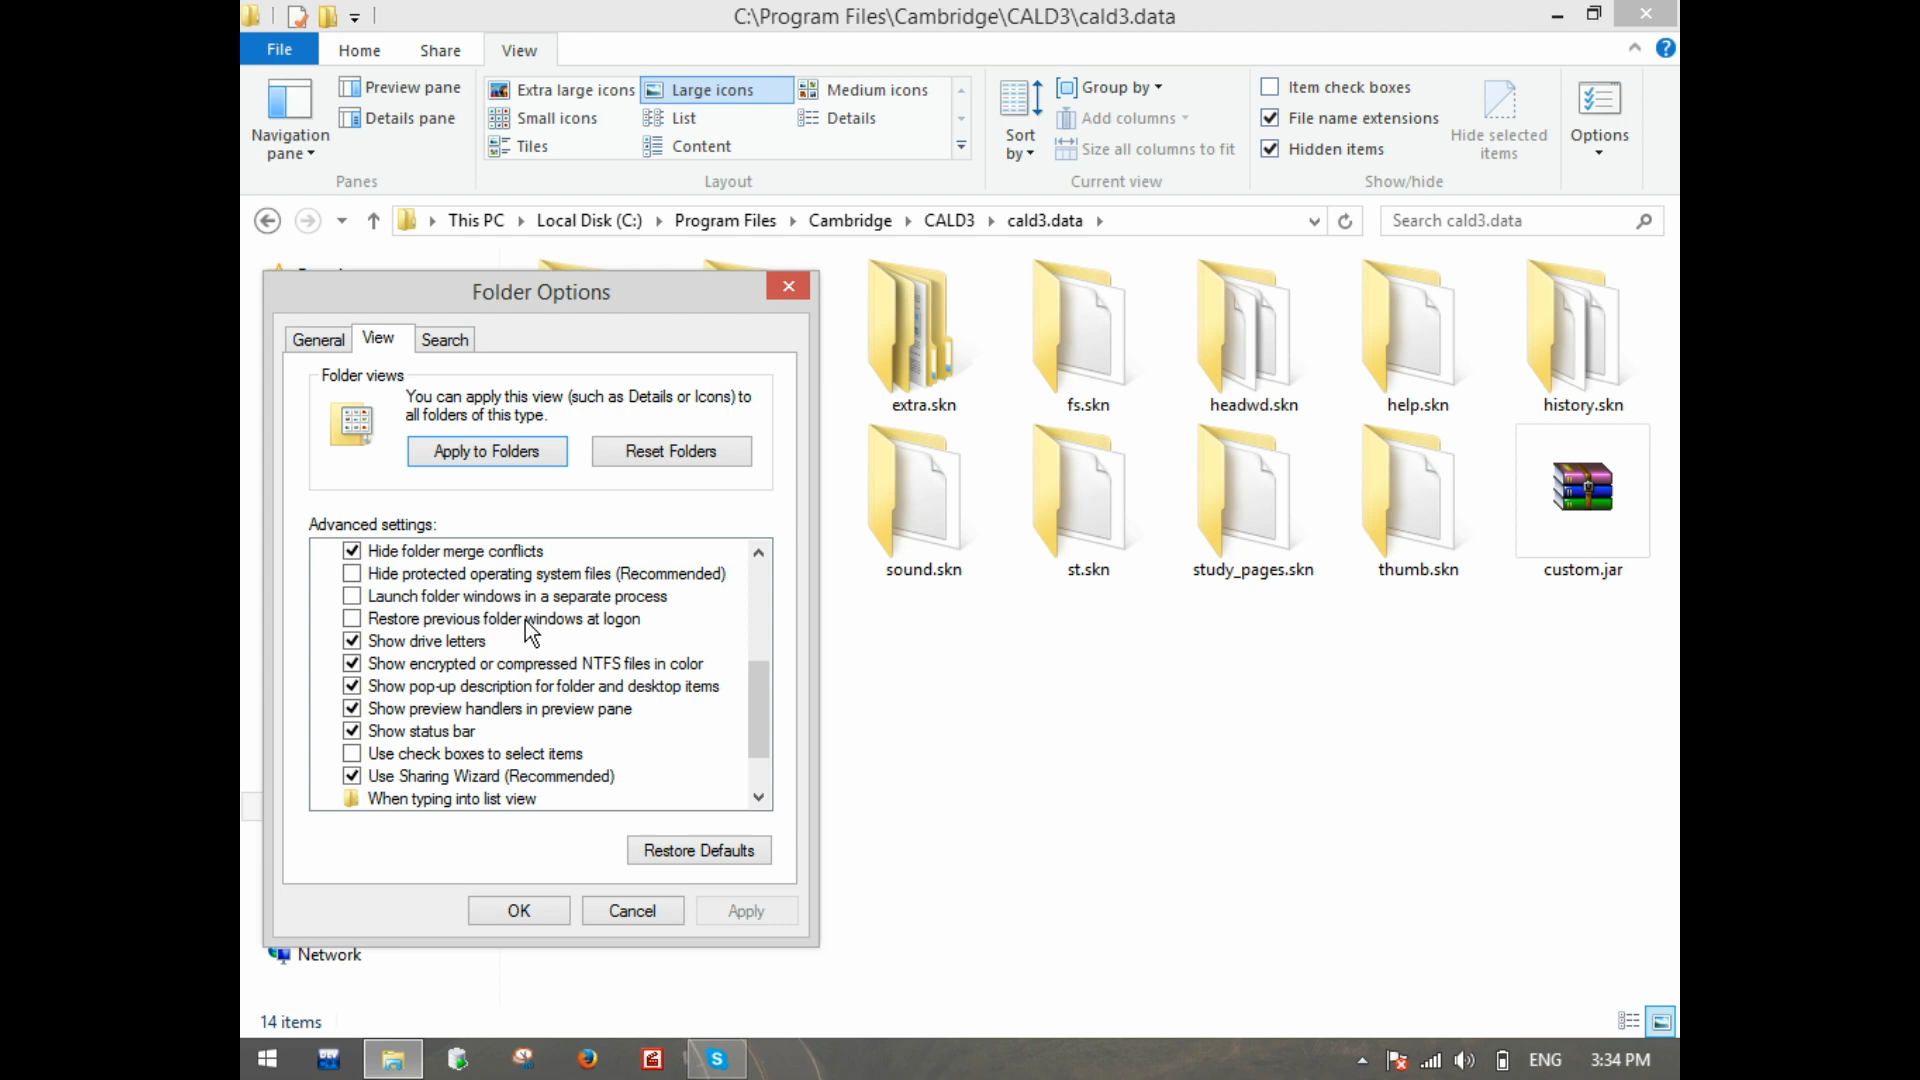 C:\Program Files\Cambridge\CALD3\cald3.data
File
Home
Share
View
Navigation pane
Preview pane
Details pane
Panes
Extra large icons
Large icons
Medium icons
Small icons
List
Details
Tiles
Content
Layout
Sort by
Group by
Add columns
Size all columns to fit
Current view
Item check boxes
File name extensions
Hidden items
Hide selected items
Show/hide
Options
This PC
Local Disk (C:)
Program Files
Cambridge
CALD3
cald3.data
Search cald3.data
extra.skn
fs.skn
headwd.skn
help.skn
history.skn
sound.skn
st.skn
study_pages.skn
thumb.skn
custom.jar
Folder Options
General
View
Search
Folder views
You can apply this view (such as Details or Icons) to
all folders of this type.
Apply to Folders
Reset Folders
Advanced settings:
Hide folder merge conflicts
Hide protected operating system files (Recommended)
Launch folder windows in a separate process
Restore previous folder windows at logon
Show drive letters
Show encrypted or compressed NTFS files in color
Show pop-up description for folder and desktop items
Show preview handlers in preview pane
Show status bar
Use check boxes to select items
Use Sharing Wizard (Recommended)
When typing into list view
Restore Defaults
OK
Cancel
Apply
Network
14 items
DEV
S
ENG
3:34 PM